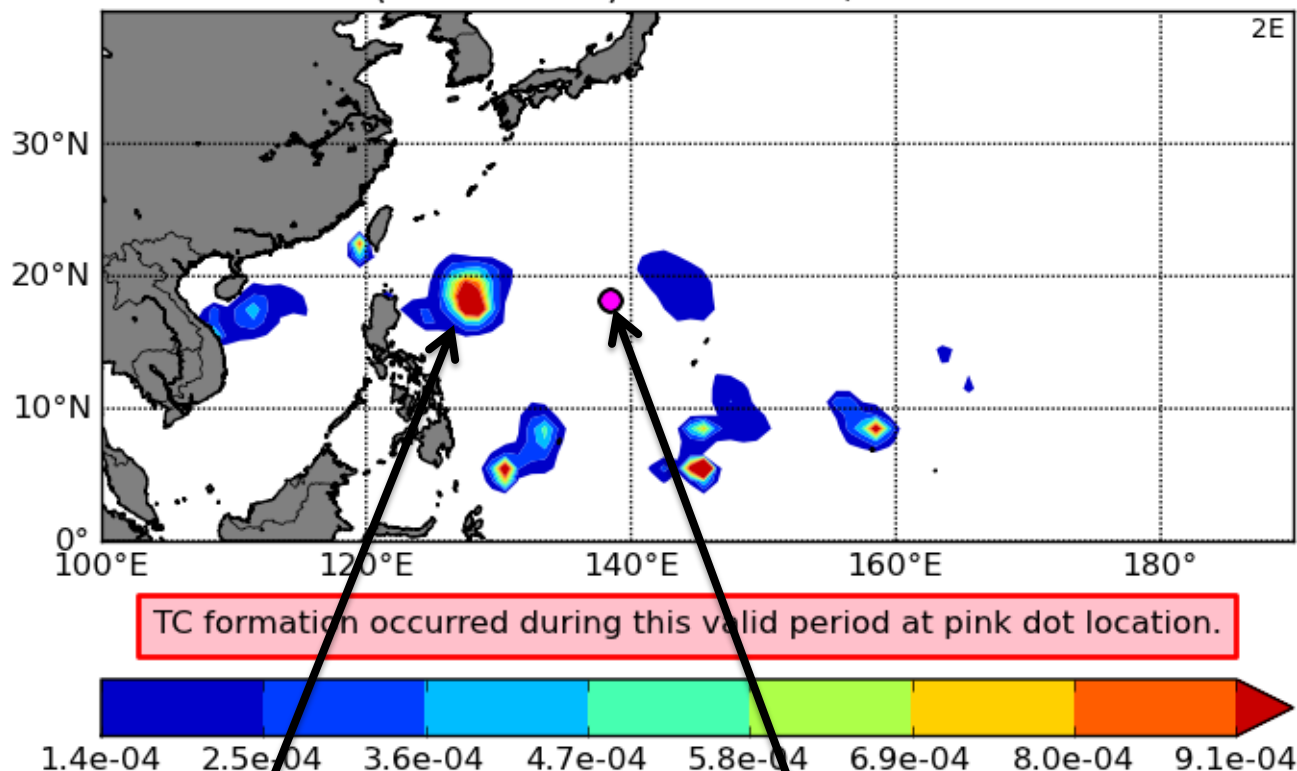 2E
30°N
20°N
10°N
0°
100°E 120°E 140°E 160°E 180°
TC formation occurred during this valid period at pink dot location.
1.4e-04 2.5e-04 3.6e-04 4.7e-04 5.8e-04 6.9e-04 8.0e-04 9.1e-04